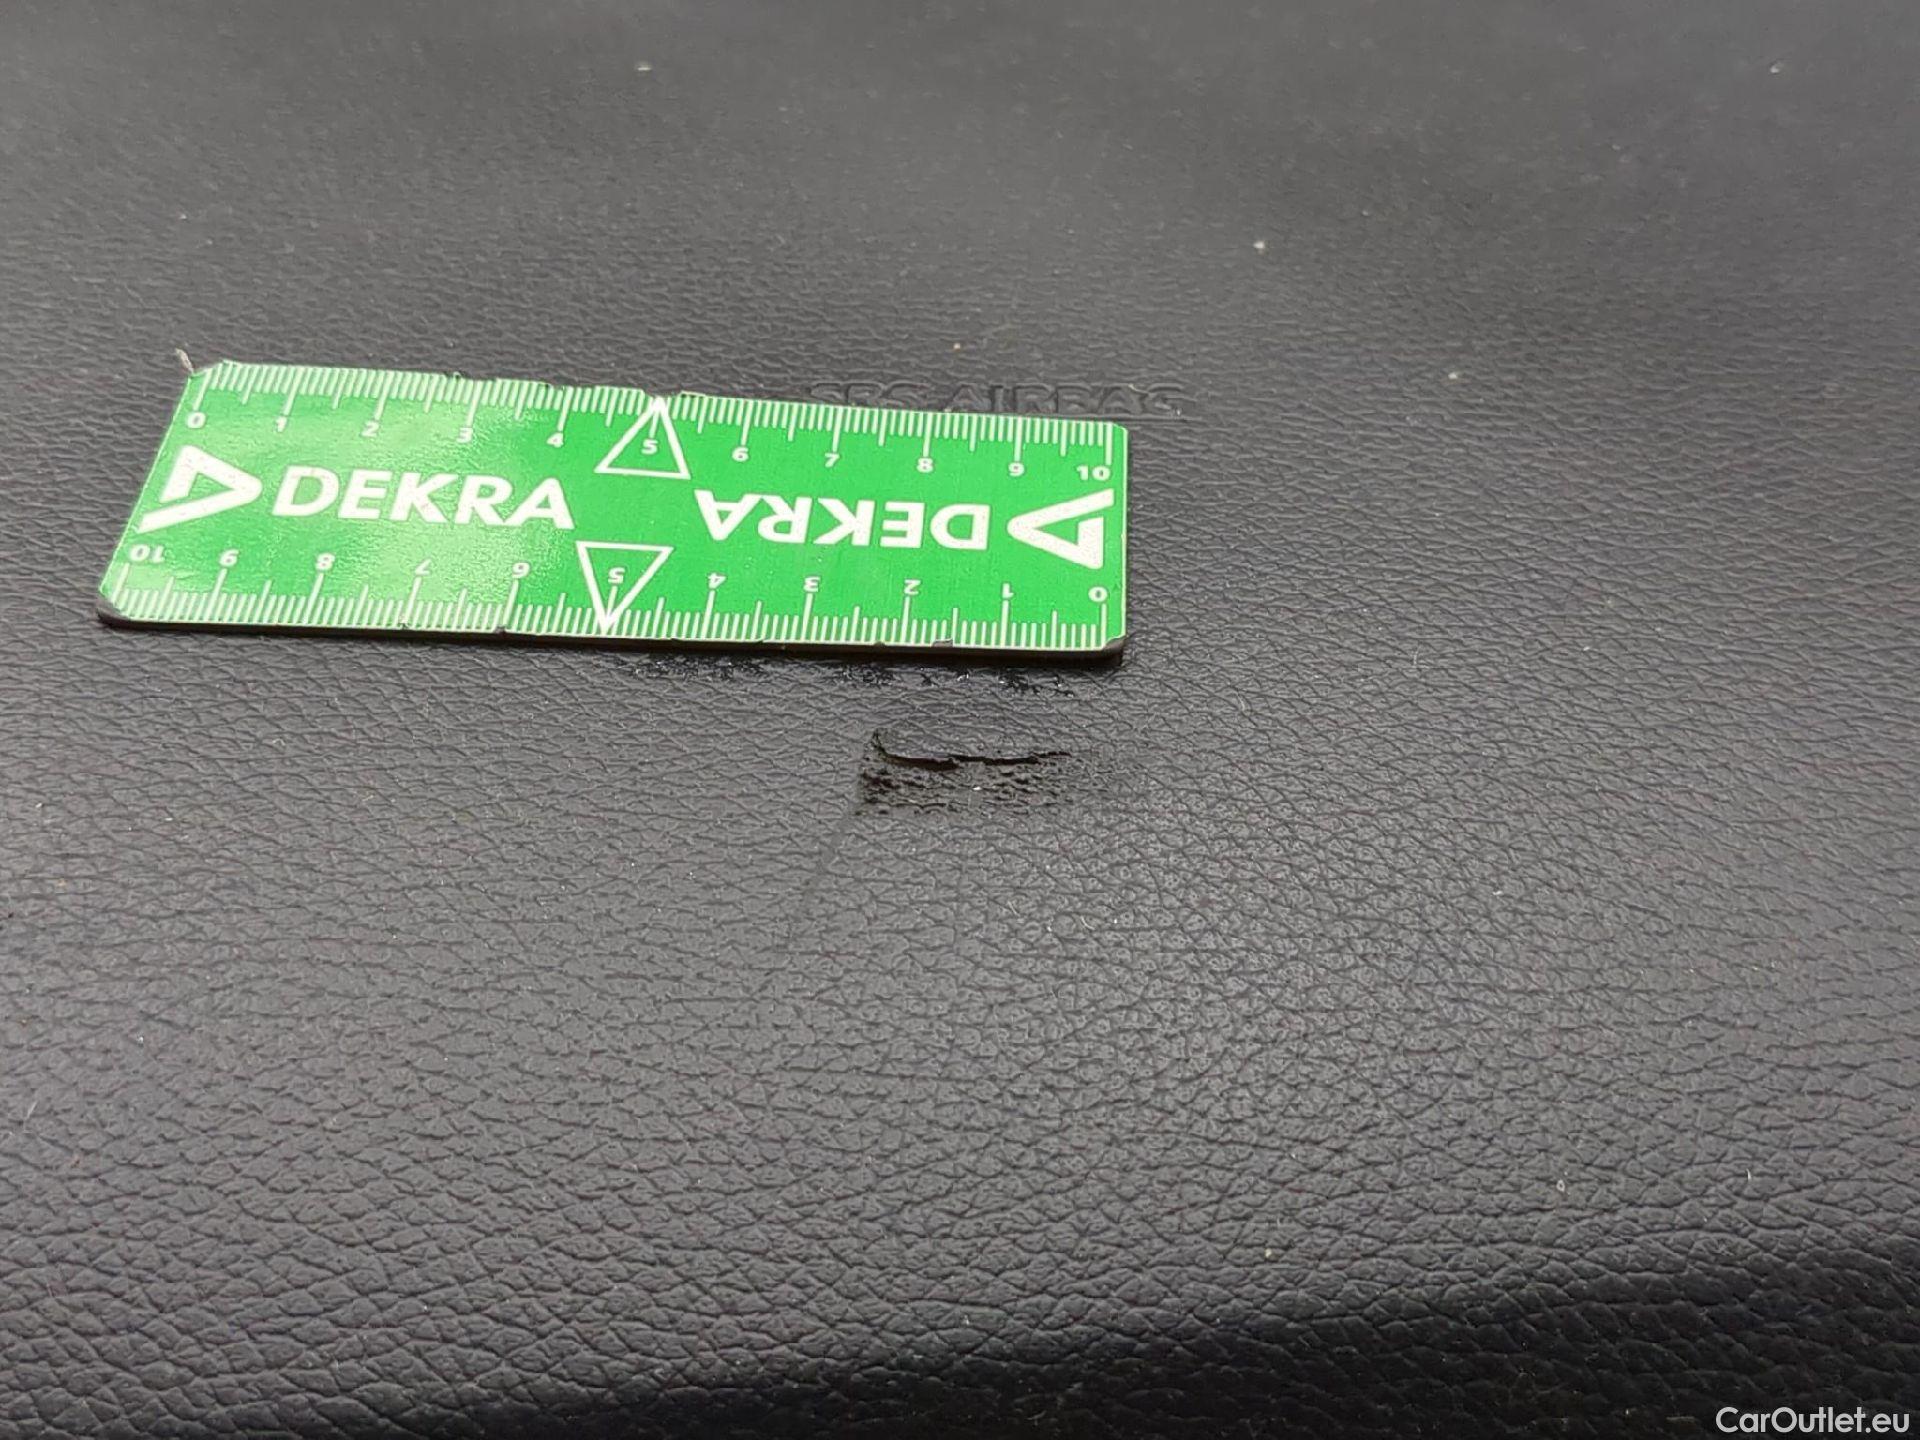 SRS AIRBAG
0 1 2 3 4 5 6 7 8 9 10
DEKRA
DEKRA
10 9 8 7 6 5 4 3 2 1 0
CarOutlet.eu